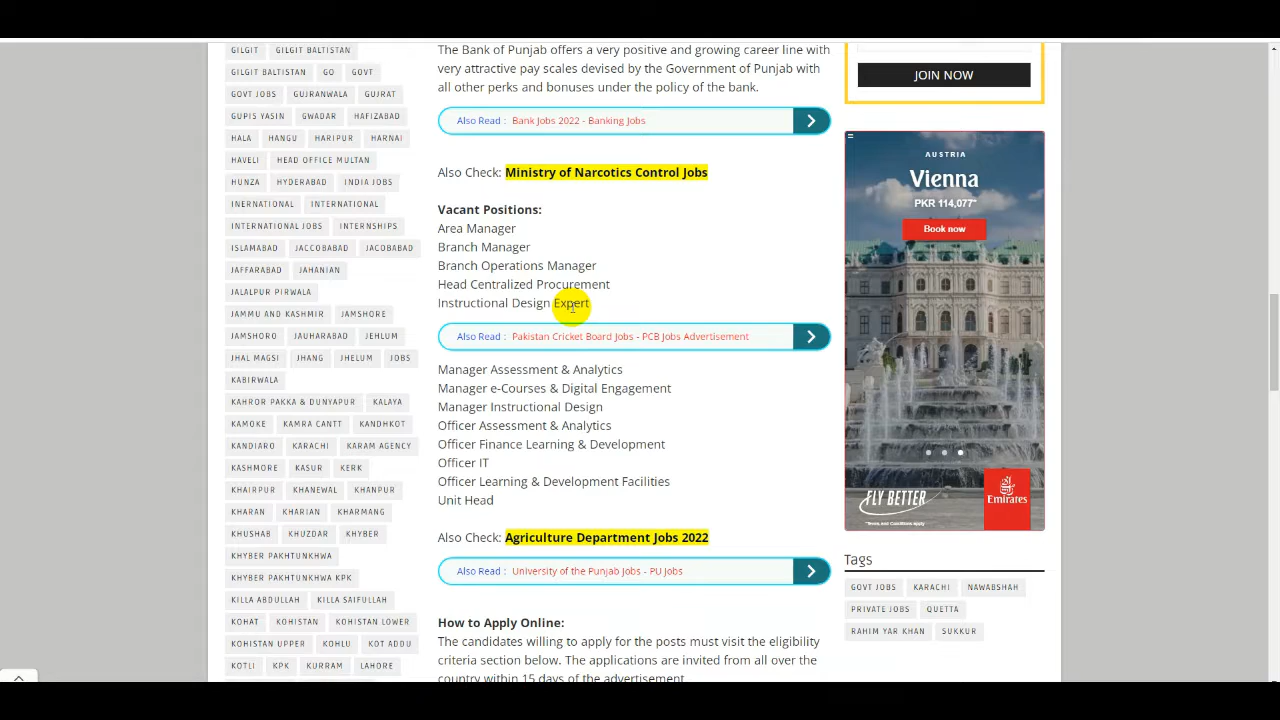 GILGIT GILGIT BALTISTAN
GILGIT BALTISTAN GO GOVT
GOVT JOBS GUJRANWALA GUJRAT
GUPIS YASIN GWADAR HAFIZABAD
HALA HANGU HARIPUR HARNAI
HAVELI HEAD OFFICE MULTAN
HUNZA HYDERABAD INDIA JOBS
INERNATIONAL INTERNATIONAL
INTERNATIONAL JOBS INTERNSHIPS
ISLAMABAD JACCOBABAD JACOBABAD
JAFFARABAD JAHANIAN
JALALPUR PIRWALA
JAMMU AND KASHMIR JAMSHORE
JAMSHORO JAUHARABAD JEHLUM
JHAL MAGSI JHANG JHELUM JOBS
KABIRWALA
KAHROR PAKKA & DUNYAPUR KALAYA
KAMOKE KAMRA CANTT KANDHKOT
KANDIARO KARACHI KARAM AGENCY
KASHMORE KASUR KERK
KHAIRPUR KHANEWAL KHANPUR
KHARAN KHARIAN KHARMANG
KHUSHAB KHUZDAR KHYBER
KHYBER PAKHTUNKHWA
KHYBER PAKHTUNKHWA KPK
KILLA ABDULLAH KILLA SAIFULLAH
KOHAT KOHISTAN KOHISTAN LOWER
KOHISTAN UPPER KOHLU KOT ADDU
KOTLI KPK KURRAM LAHORE
The Bank of Punjab offers a very positive and growing career line with
very attractive pay scales devised by the Government of Punjab with
all other perks and bonuses under the policy of the bank.
Also Read : Bank Jobs 2022 - Banking Jobs
Also Check: Ministry of Narcotics Control Jobs
Vacant Positions:
Area Manager
Branch Manager
Branch Operations Manager
Head Centralized Procurement
Instructional Design Expert
Also Read : Pakistan Cricket Board Jobs - PCB Jobs Advertisement
Manager Assessment & Analytics
Manager e-Courses & Digital Engagement
Manager Instructional Design
Officer Assessment & Analytics
Officer Finance Learning & Development
Officer IT
Officer Learning & Development Facilities
Unit Head
Also Check: Agriculture Department Jobs 2022
Also Read : University of the Punjab Jobs - PU Jobs
How to Apply Online:
The candidates willing to apply for the posts must visit the eligibility
criteria section below. The applications are invited from all over the
country within 15 days of the advertisement.
JOIN NOW
AUSTRIA
Vienna
PKR 114,077*
Book now
FLY BETTER
*Terms and Conditions apply
Emirates
Tags
GOVT JOBS KARACHI NAWABSHAH
PRIVATE JOBS QUETTA
RAHIM YAR KHAN SUKKUR